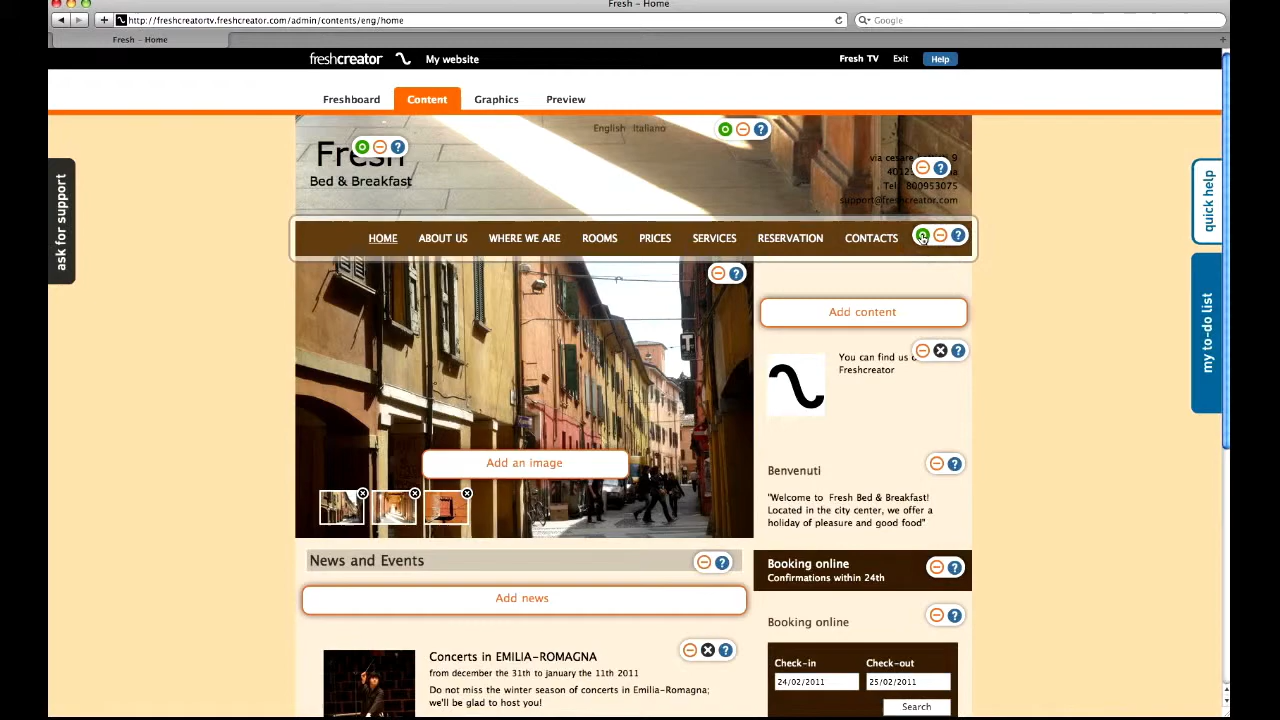 Fresh – Home
http://freshcreatortv.freshcreator.com/admin/contents/eng/home
Google
Fresh – Home
freshcreator
My website
Fresh TV
Exit
Help
Freshboard
Content
Graphics
Preview
English
Italiano
Fresh
Bed & Breakfast
via cesare
Tel: 800953075
support@freshcreator.com
ask for support
quick help
my to-do list
HOME
ABOUT US
WHERE WE ARE
ROOMS
PRICES
SERVICES
RESERVATION
CONTACTS
Add content
You can find us
Freshcreator
Add an image
Benvenuti
"Welcome to Fresh Bed & Breakfast!
Located in the city center, we offer a
holiday of pleasure and good food"
News and Events
Add news
Booking online
Confirmations within 24th
Booking online
Check-in
Check-out
24/02/2011
25/02/2011
Search
Concerts in EMILIA-ROMAGNA
from december the 31th to january the 11th 2011
Do not miss the winter season of concerts in Emilia-Romagna;
we'll be glad to host you!